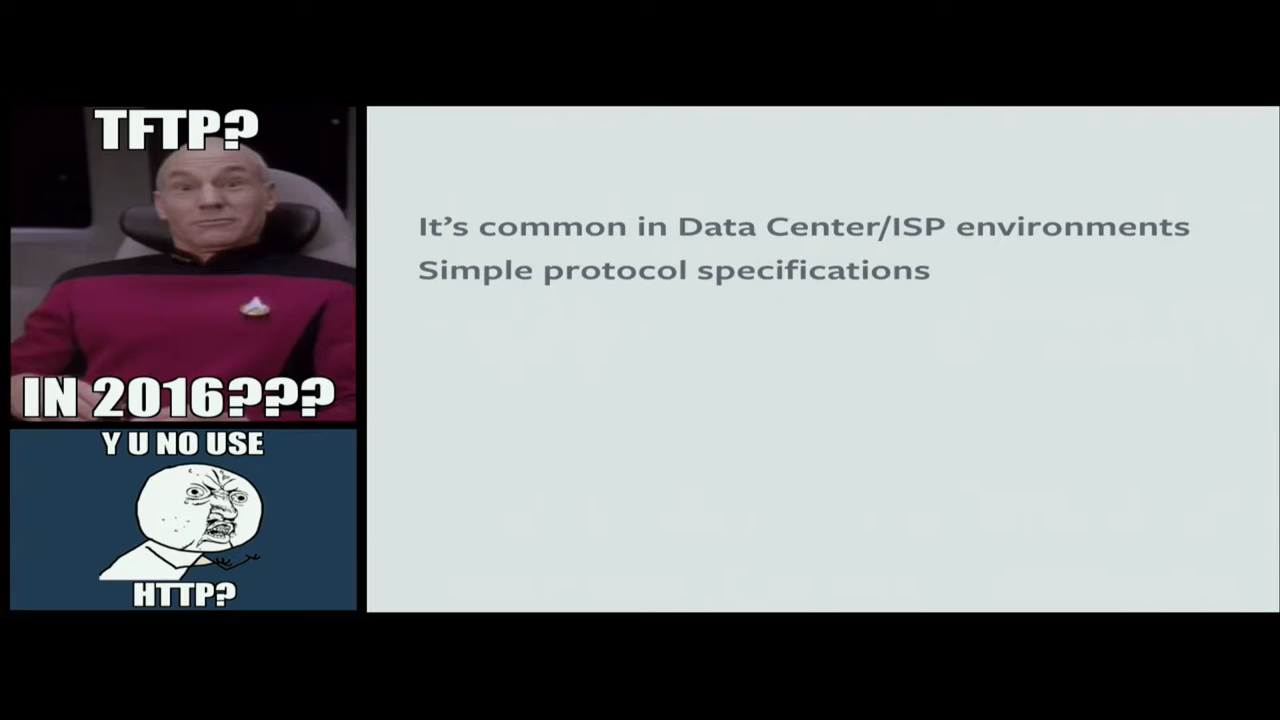 TFTP?
IN 2016???
Y U NO USE
HTTP?
It's common in Data Center/ISP environments
Simple protocol specifications